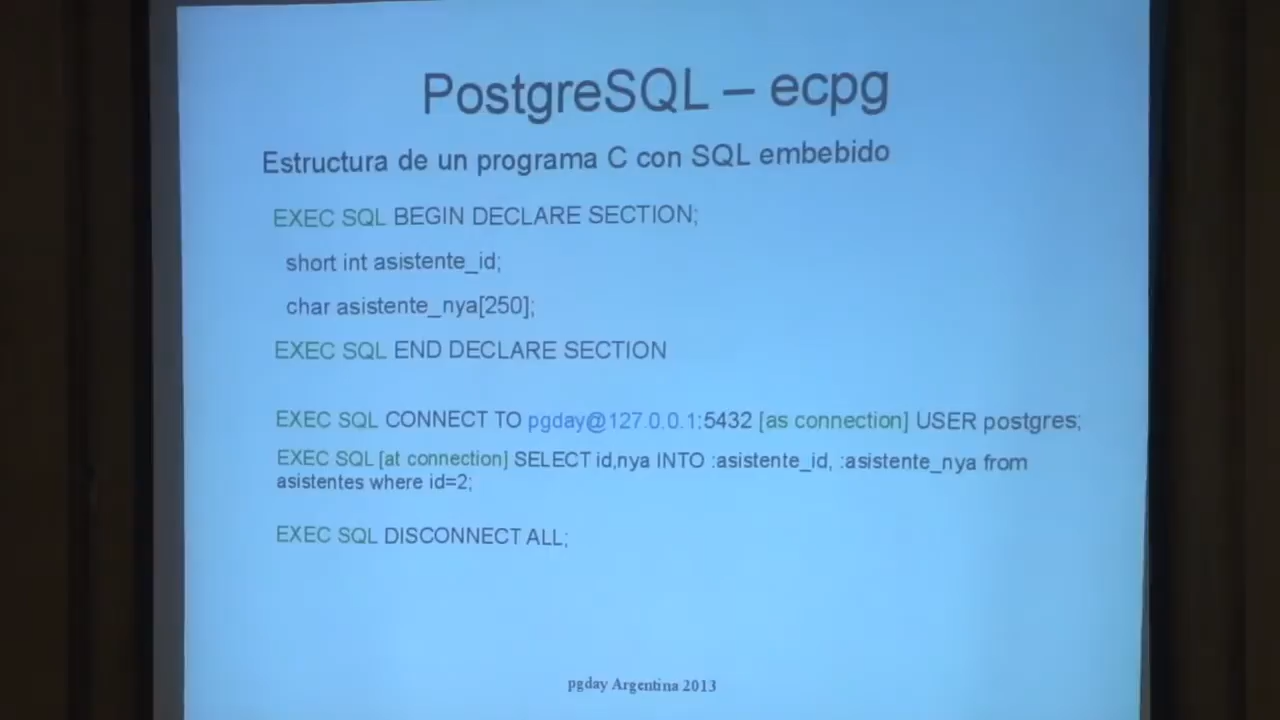 PostgreSQL – ecpg
Estructura de un programa C con SQL embebido
EXEC SQL BEGIN DECLARE SECTION;
short int asistente_id;
char asistente_nya[250];
EXEC SQL END DECLARE SECTION
EXEC SQL CONNECT TO pgday@127.0.0.1:5432 [as connection] USER postgres;
EXEC SQL [at connection] SELECT id,nya INTO :asistente_id, :asistente_nya from
asistentes where id=2;
EXEC SQL DISCONNECT ALL;
pgday Argentina 2013